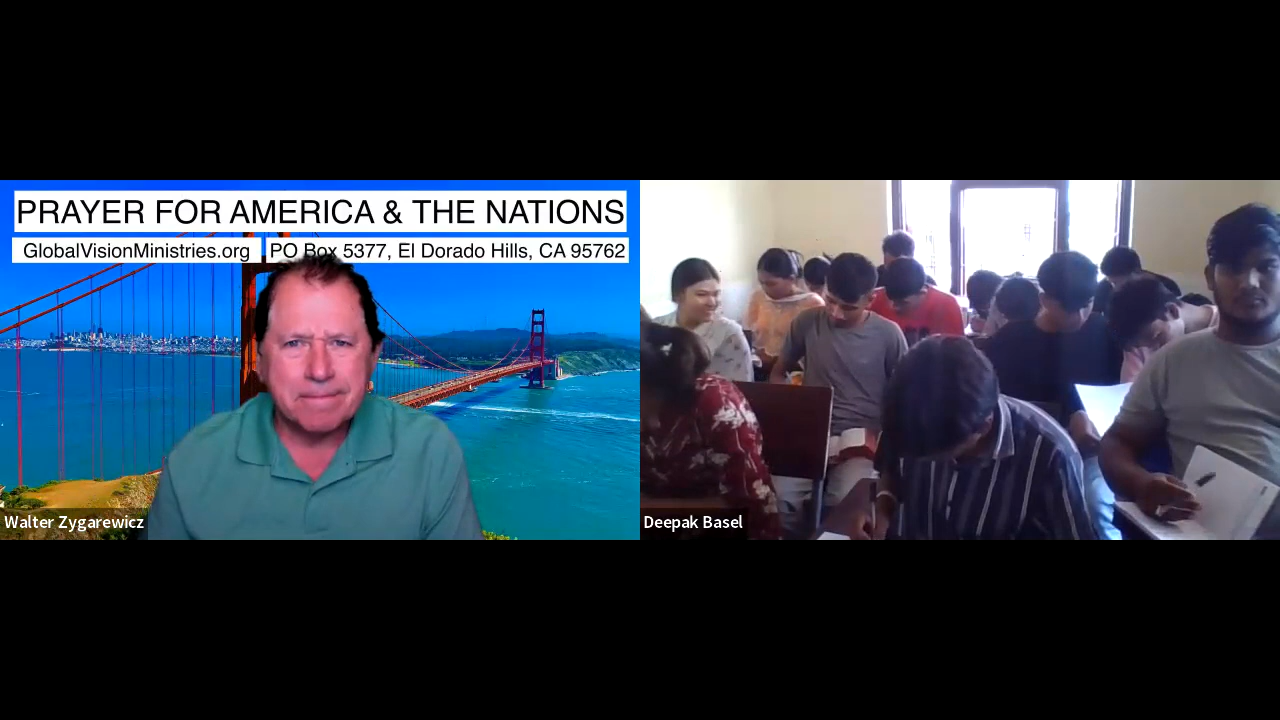 PRAYER FOR AMERICA & THE NATIONS
GlobalVisionMinistries.org PO Box 5377, El Dorado Hills, CA 95762
Walter Zygarewicz
Deepak Basel